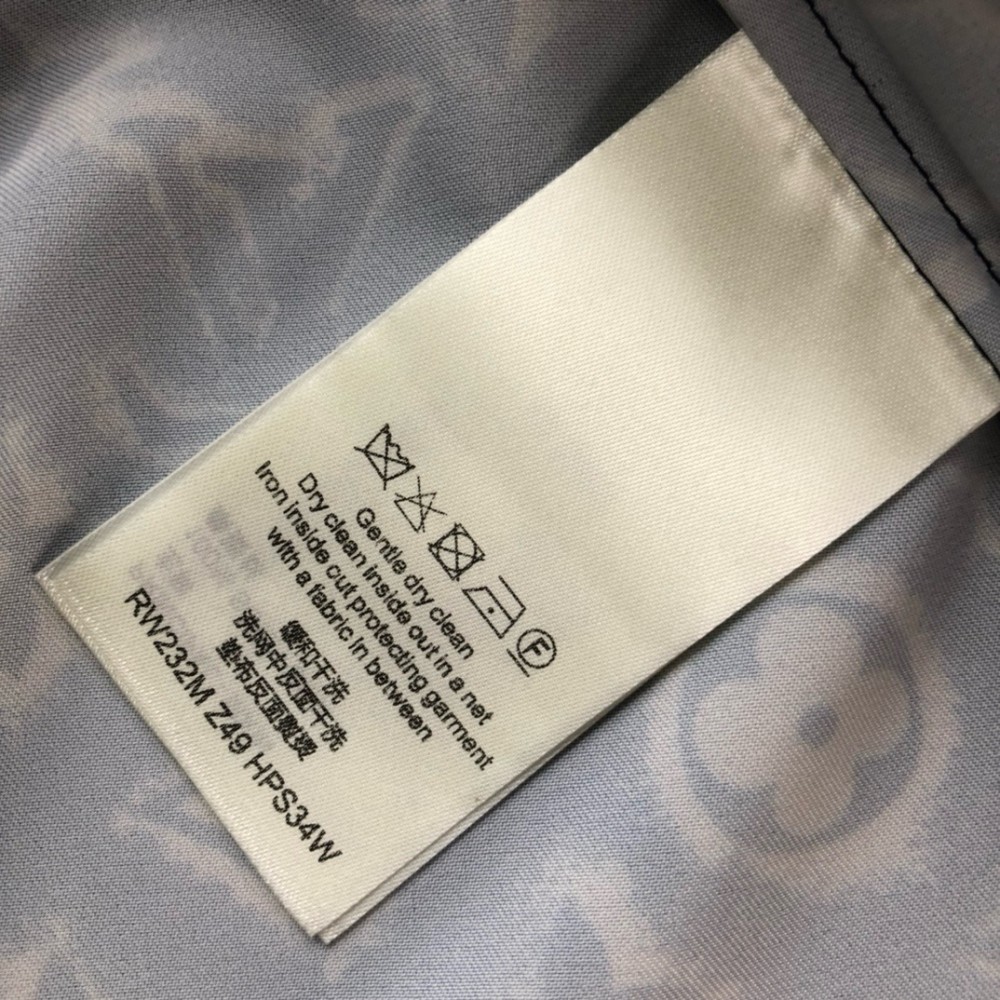 F
Gentle dry clean
Dry clean inside out in a net
Iron inside out protecting garment
with a fabric in between
缓和干洗
洗网中反面干洗
垫布反面熨烫
RW232M Z49 HPS34W